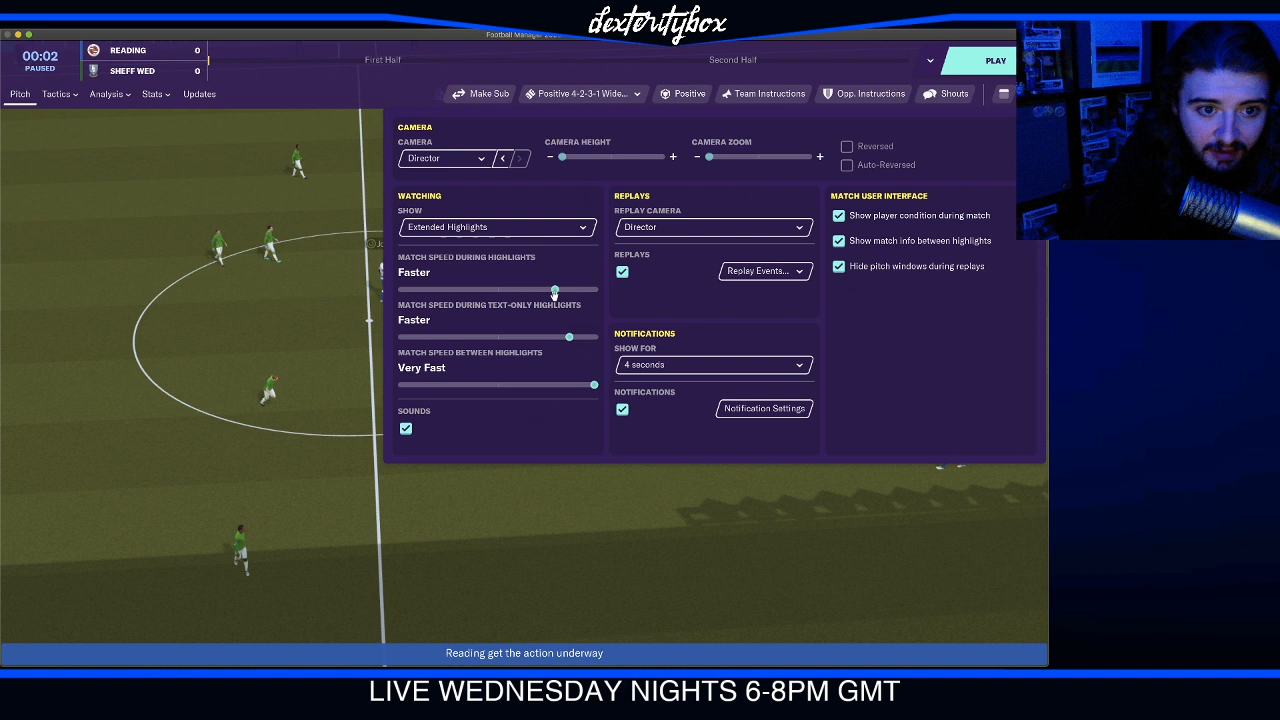 dexteritybox
Football Manager 20
00:02
PAUSED
READING 0
SHEFF WED 0
First Half
Second Half
PLAY
Pitch
Tactics
Analysis
Stats
Updates
Make Sub
Positive 4-2-3-1 Wide...
Positive
Team Instructions
Opp. Instructions
Shouts
CAMERA
CAMERA
Director
CAMERA HEIGHT
CAMERA ZOOM
Reversed
Auto-Reversed
WATCHING
SHOW
Extended Highlights
MATCH SPEED DURING HIGHLIGHTS
Faster
MATCH SPEED DURING TEXT-ONLY HIGHLIGHTS
Faster
MATCH SPEED BETWEEN HIGHLIGHTS
Very Fast
SOUNDS
REPLAYS
REPLAY CAMERA
Director
REPLAYS
Replay Events...
NOTIFICATIONS
SHOW FOR
4 seconds
NOTIFICATIONS
Notification Settings
MATCH USER INTERFACE
Show player condition during match
Show match info between highlights
Hide pitch windows during replays
Reading get the action underway
LIVE WEDNESDAY NIGHTS 6-8PM GMT